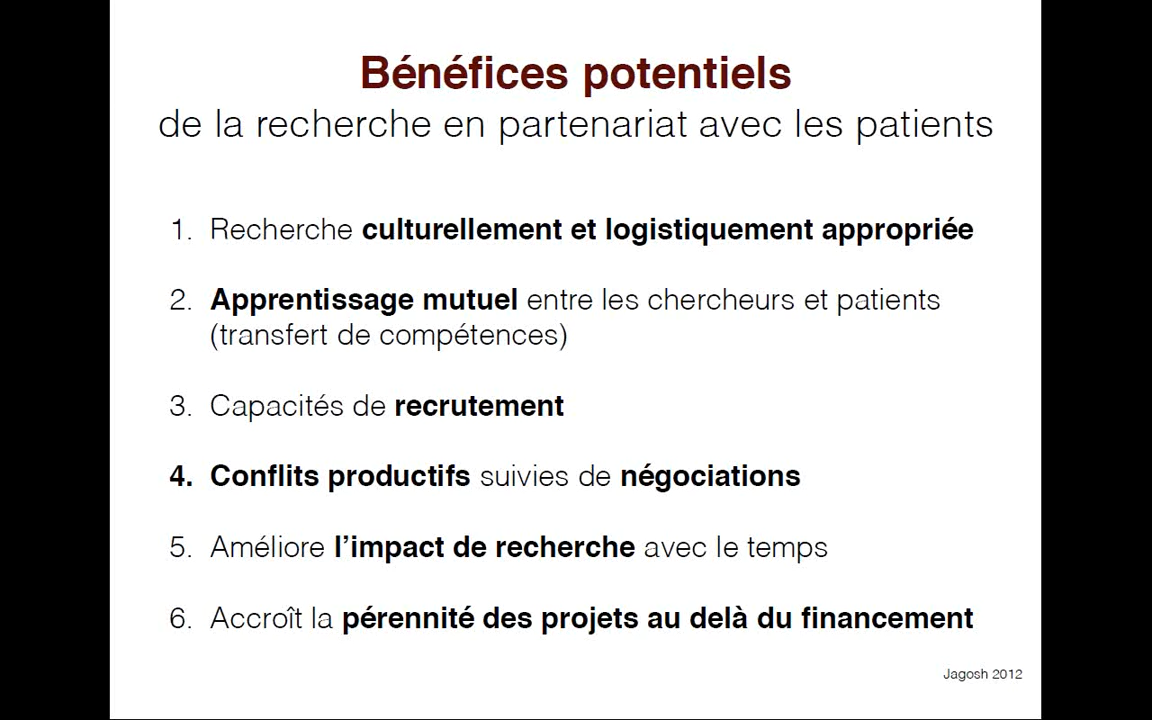 Bénéfices potentiels
de la recherche en partenariat avec les patients
1. Recherche culturellement et logistiquement appropriée
2. Apprentissage mutuel entre les chercheurs et patients
(transfert de compétences)
3. Capacités de recrutement
4. Conflits productifs suivies de négociations
5. Améliore l’impact de recherche avec le temps
6. Accroît la pérennité des projets au delà du financement
Jagosh 2012